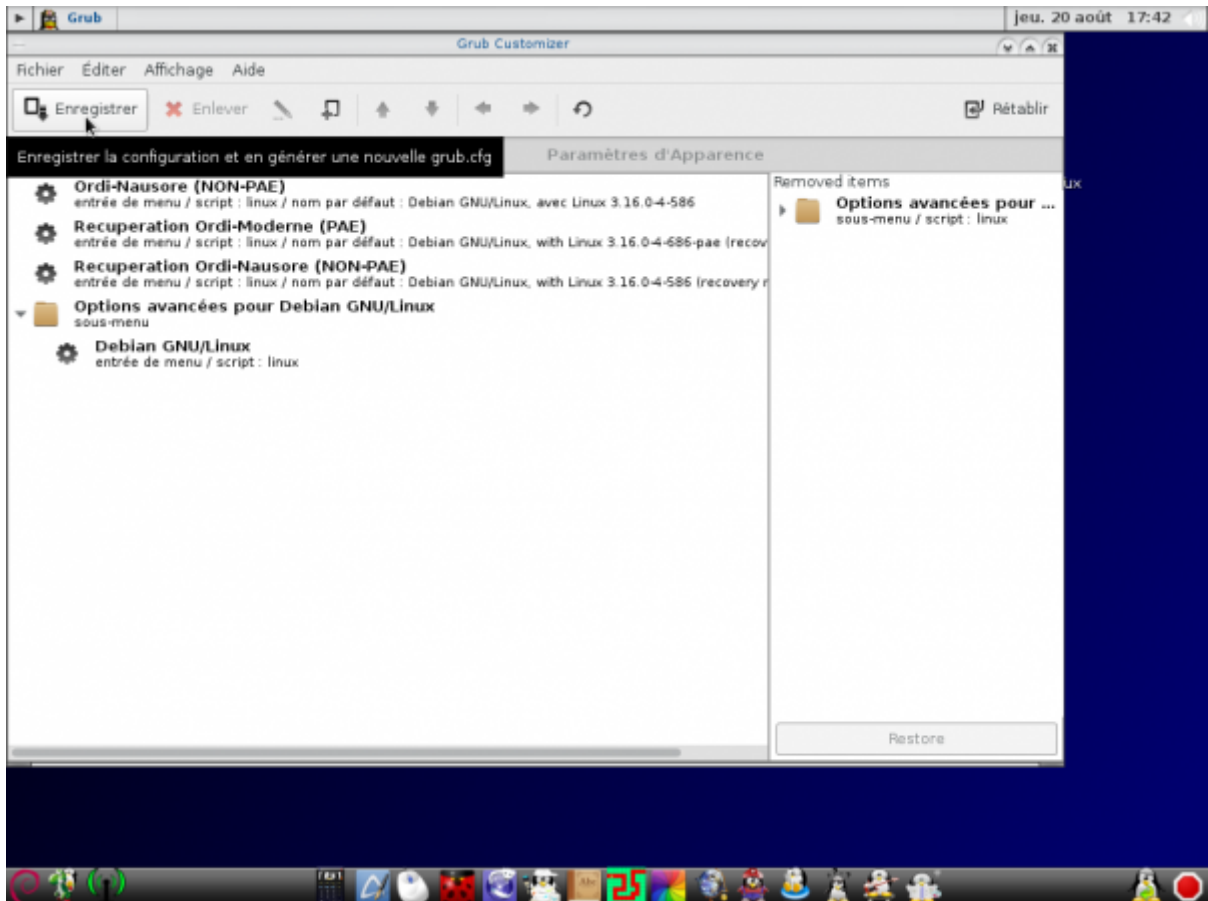 Grub
jeu. 20 août 17:42
Grub Customizer
Fichier Éditer Affichage Aide
Enregistrer Enlever Rétablir
Enregistrer la configuration et en générer une nouvelle grub.cfg
Paramètres d'Apparence
Ordi-Nausore (NON-PAE)
entrée de menu / script : linux / nom par défaut : Debian GNU/Linux, avec Linux 3.16.0-4-586
Recuperation Ordi-Moderne (PAE)
entrée de menu / script : linux / nom par défaut : Debian GNU/Linux, with Linux 3.16.0-4-686-pae (recov
Recuperation Ordi-Nausore (NON-PAE)
entrée de menu / script : linux / nom par défaut : Debian GNU/Linux, with Linux 3.16.0-4-586 (recovery r
Options avancées pour Debian GNU/Linux
sous-menu
Debian GNU/Linux
entrée de menu / script : linux
Removed items
Options avancées pour ...
sous-menu / script : linux
Restore
ux
Abc